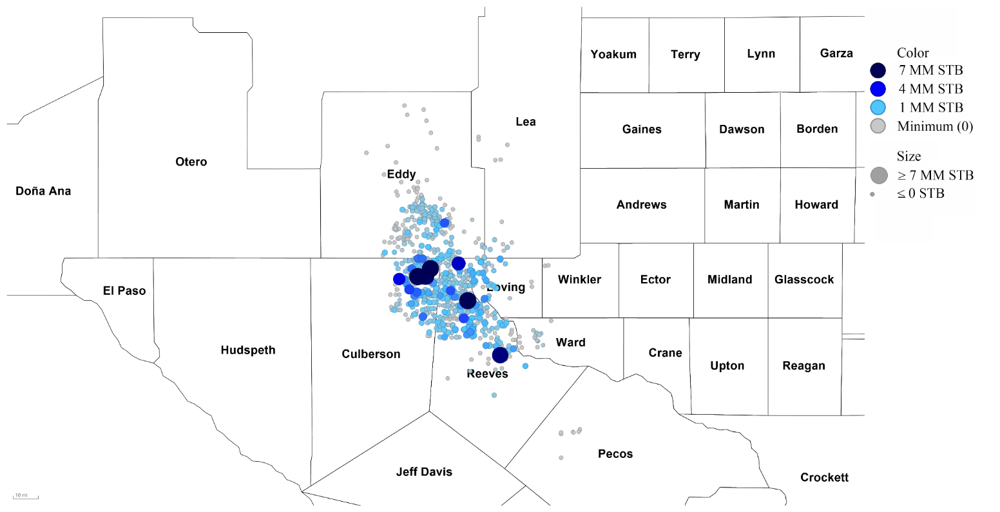 Yoakum
Terry
Lynn
Garza
Color
7 MM STB
4 MM STB
1 MM STB
Minimum (0)
Size
≥ 7 MM STB
≤ 0 STB
Lea
Gaines
Dawson
Borden
Otero
Eddy
Doña Ana
Andrews
Martin
Howard
El Paso
Loving
Winkler
Ector
Midland
Glasscock
Hudspeth
Culberson
Reeves
Ward
Crane
Upton
Reagan
Jeff Davis
Pecos
Crockett
10 mi